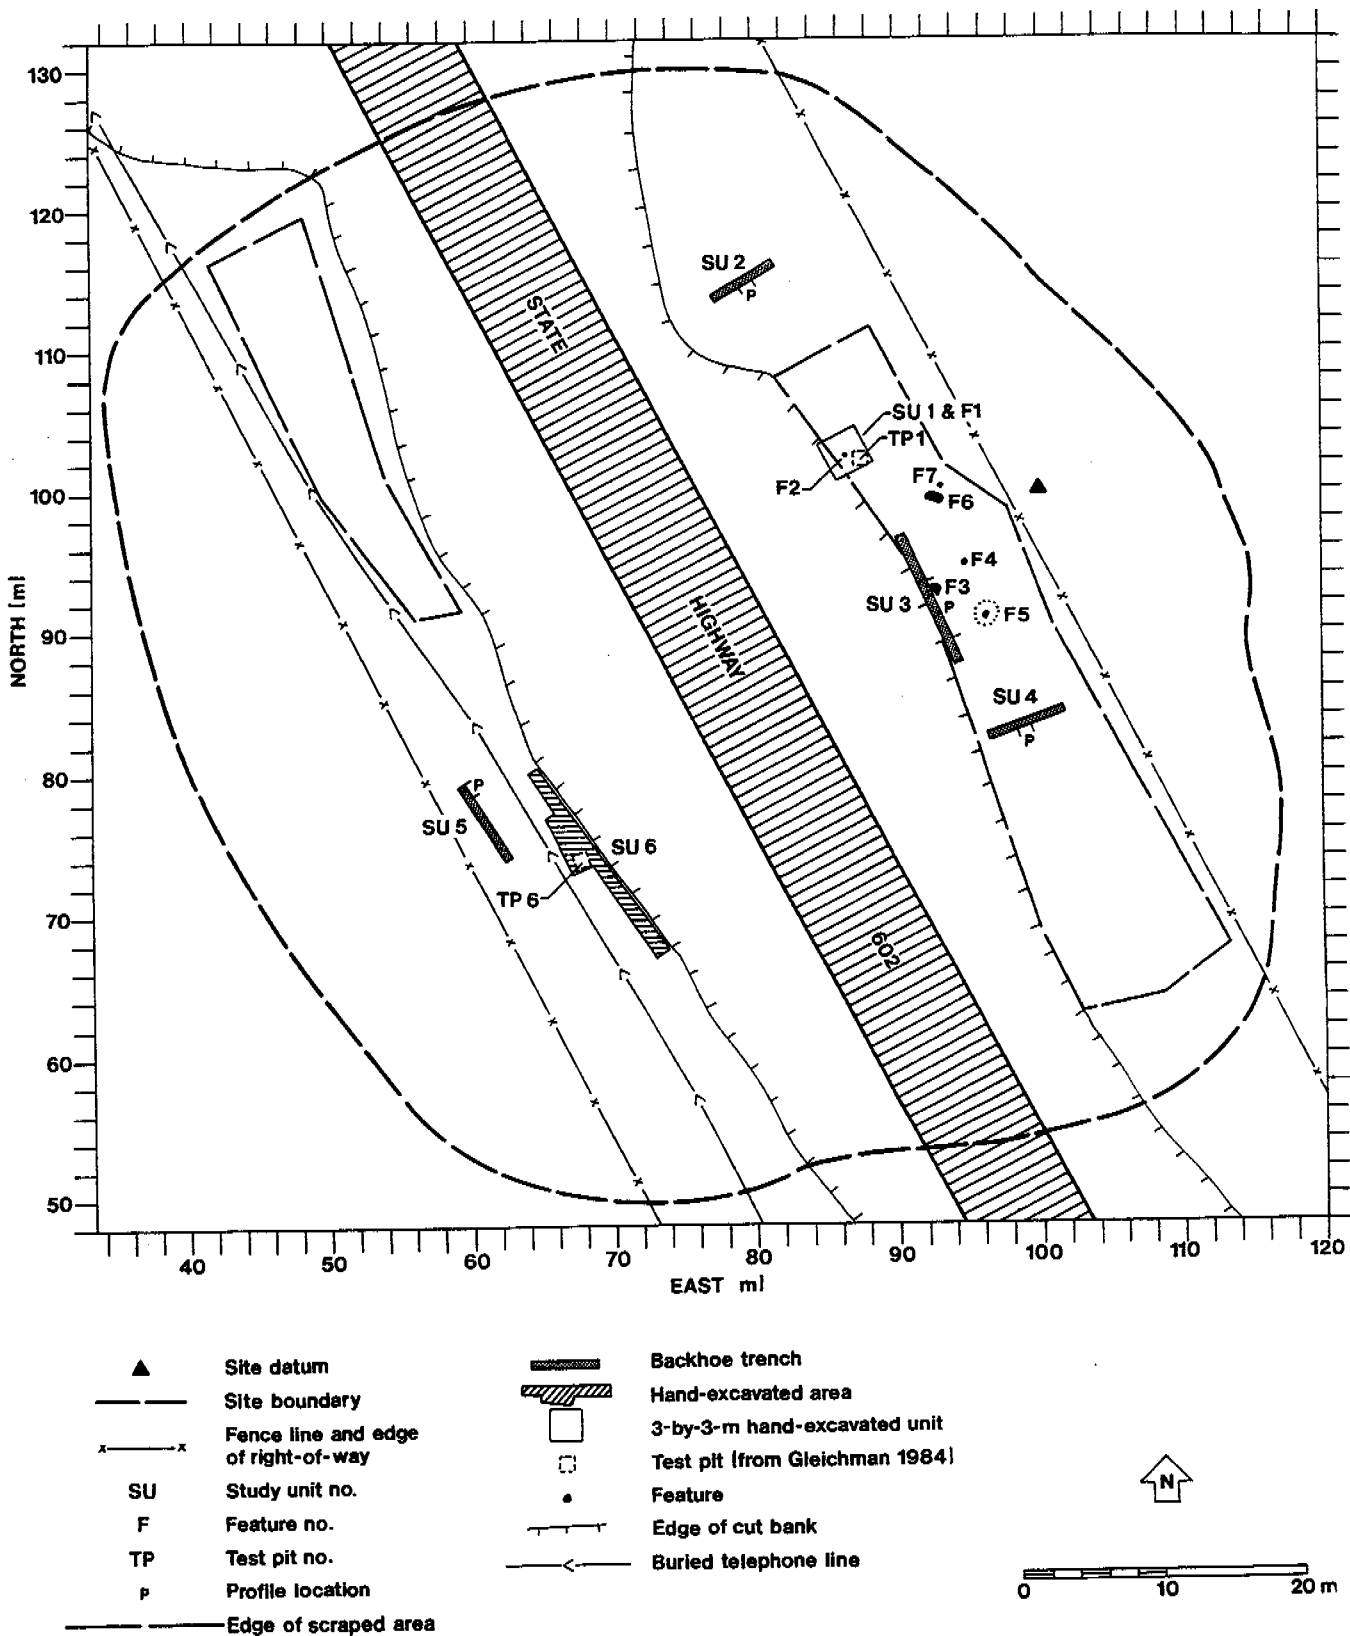 130
120
110
100
90
80
70
60
50
NORTH [m]
40
50
60
70
80
90
100
110
120
EAST m]
STATE
HIGHWAY
602
SU 2
P
SU 1 & F1
TP1
F2
F7
F6
F4
F3
P
SU 3
F5
SU 4
P
P
SU 5
SU 6
TP 6
Site datum
Site boundary
Fence line and edge
of right-of-way
SU Study unit no.
F Feature no.
TP Test pit no.
P Profile location
Edge of scraped area
Backhoe trench
Hand-excavated area
3-by-3-m hand-excavated unit
Test pit [from Gleichman 1984]
Feature
Edge of cut bank
Buried telephone line
N
0 10 20 m